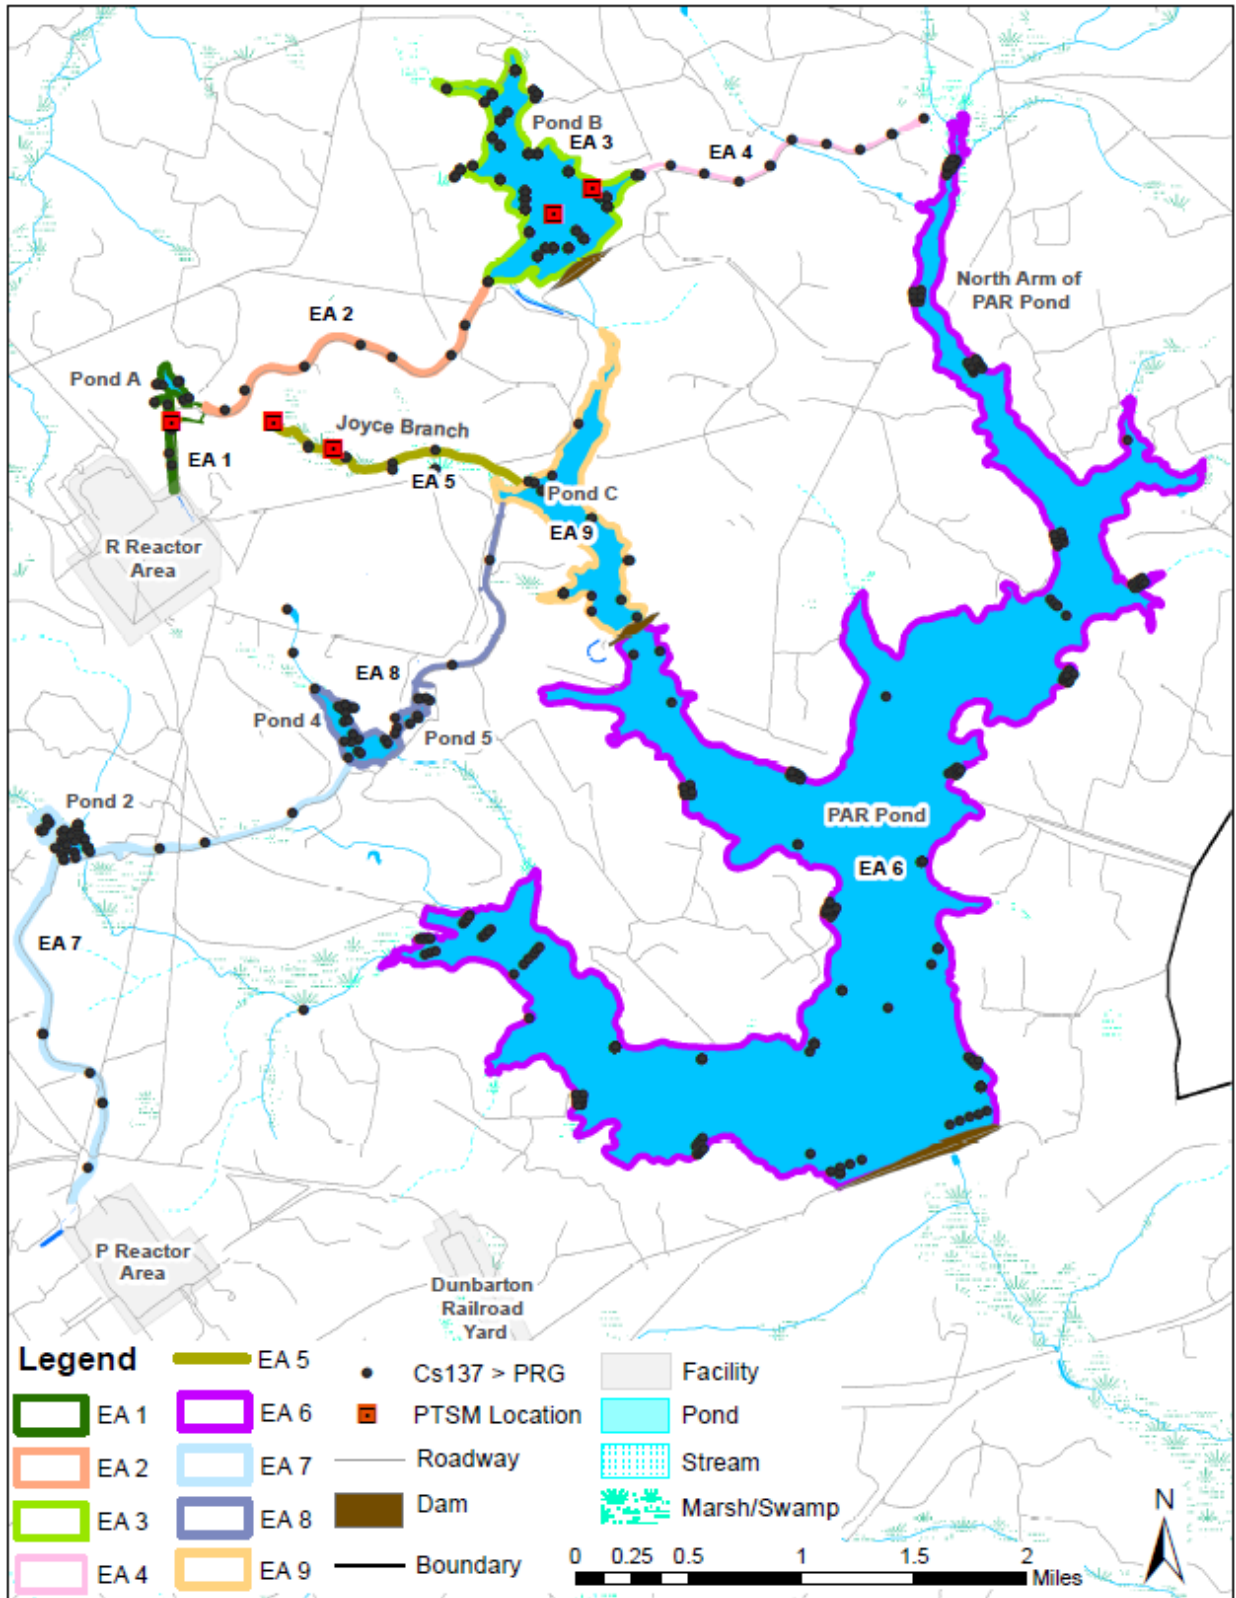 Pond B
EA 3
EA 4
North Arm of
PAR Pond
EA 2
Pond A
Joyce Branch
EA 1
EA 5
Pond C
EA 9
R Reactor
Area
EA 8
Pond 4
Pond 5
Pond 2
PAR Pond
EA 6
EA 7
P Reactor
Area
Dunbarton
Railroad
Yard
Legend
EA 1
EA 2
EA 3
EA 4
EA 5
EA 6
EA 7
EA 8
EA 9
Cs137 > PRG
PTSM Location
Roadway
Dam
Boundary
Facility
Pond
Stream
Marsh/Swamp
N
0 0.25 0.5 1 1.5 2
Miles